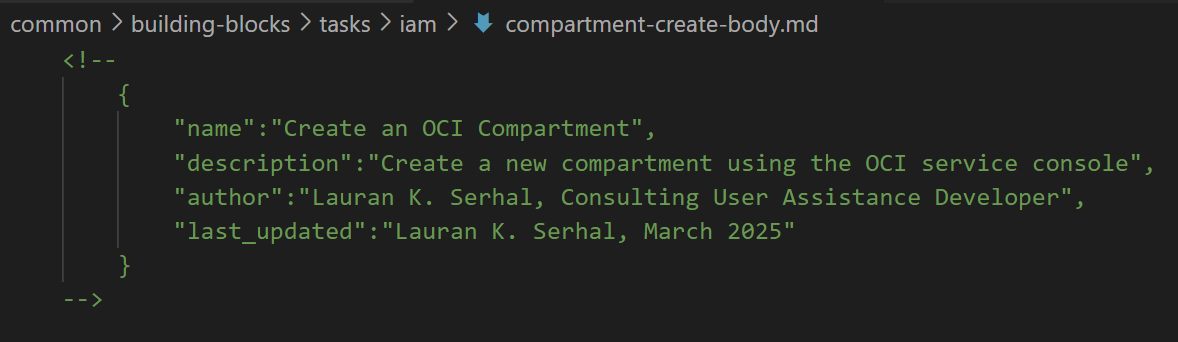 common > building-blocks > tasks > iam > compartment-create-body.md
<!--
{
"name":"Create an OCI Compartment",
"description":"Create a new compartment using the OCI service console",
"author":"Lauran K. Serhal, Consulting User Assistance Developer",
"last_updated":"Lauran K. Serhal, March 2025"
}
-->